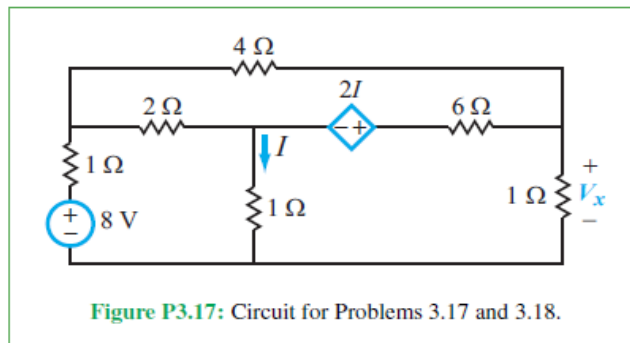 4 Ω
2I
2 Ω
6 Ω
− +
I
1 Ω
+
1 Ω
V_x
+
8 V
1 Ω
−
−
Figure P3.17: Circuit for Problems 3.17 and 3.18.